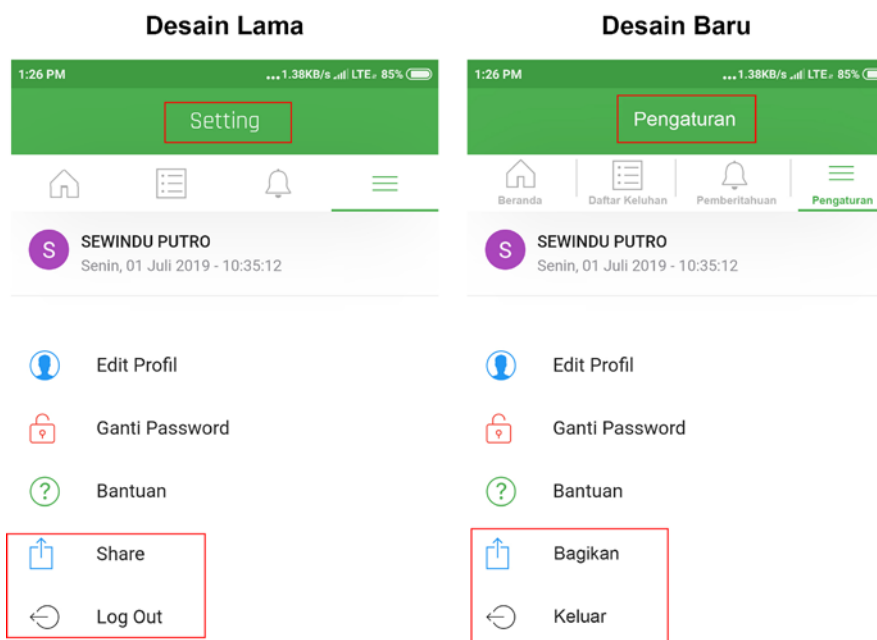 Desain Lama
1:26 PM
...1.38KB/s LTE 85%
Setting
S
SEWINDU PUTRO
Senin, 01 Juli 2019 - 10:35:12
Edit Profil
Ganti Password
?
Bantuan
Share
Log Out
Desain Baru
1:26 PM
...1.38KB/s LTE 85%
Pengaturan
Beranda
Daftar Keluhan
Pemberitahuan
Pengaturan
S
SEWINDU PUTRO
Senin, 01 Juli 2019 - 10:35:12
Edit Profil
Ganti Password
?
Bantuan
Bagikan
Keluar